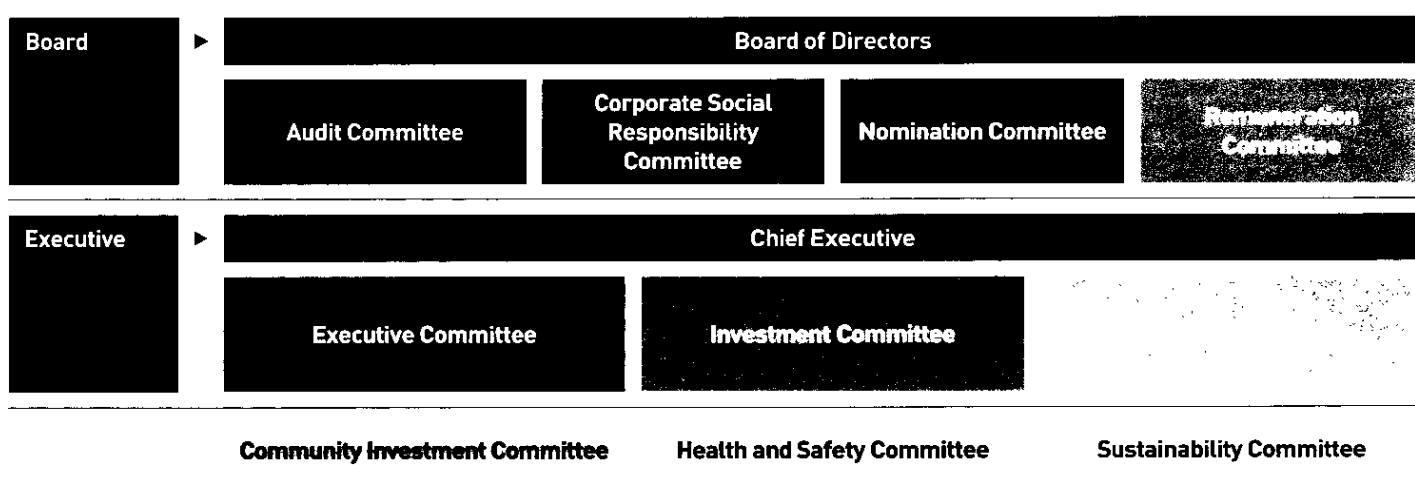 Board
Board of Directors
Audit Committee
Corporate Social
Responsibility
Committee
Nomination Committee
Remuneration
Committee
Executive
Chief Executive
Executive Committee
Investment Committee
Community Investment Committee
Health and Safety Committee
Sustainability Committee